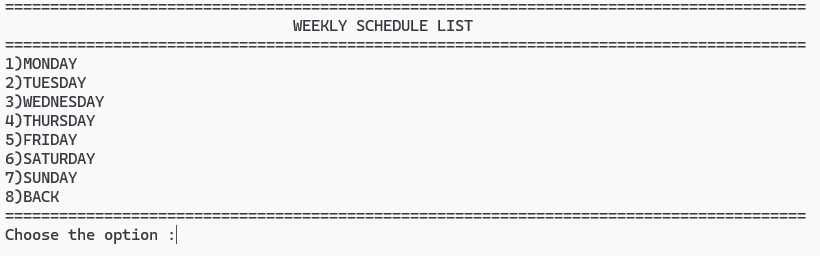 =========================================================================================
WEEKLY SCHEDULE LIST
=========================================================================================
1)MONDAY
2)TUESDAY
3)WEDNESDAY
4)THURSDAY
5)FRIDAY
6)SATURDAY
7)SUNDAY
8)BACK
=========================================================================================
Choose the option :